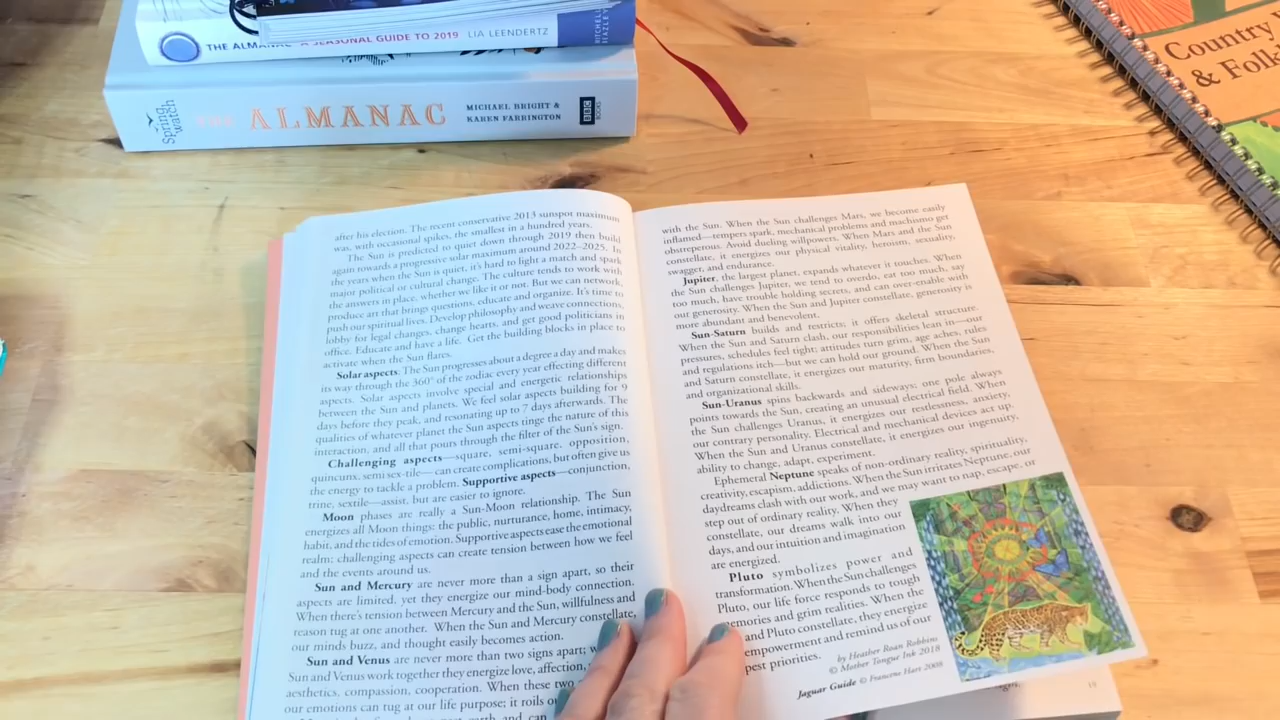 THE ALMANAC A SEASONAL GUIDE TO 2019 LIA LEENDERTZ
MITCHELL BEAZLEY
Spring watch
THE ALMANAC
MICHAEL BRIGHT &
KAREN FARRINGTON
BBC
BOOKS
Country
& Folk
after his election. The recent conservative 2013 sunspot maximum
was, with occasional spikes, the smallest in a hundred years.
The Sun is predicted to quiet down through 2019 then build
again towards a progressive solar maximum around 2022–2025. In
the years when the Sun is quiet, it's hard to light a match and spark
major political or cultural change. The culture tends to work with
the answers in place, whether we like it or not. But we can network,
produce art that brings questions, educate and organize. It's time to
push our spiritual lives. Develop philosophy and weave connections,
lobby for legal changes, change hearts, and get good politicians in
office. Educate and have a life. Get the building blocks in place to
activate when the Sun flares.
Solar aspects. The Sun progresses about a degree a day and makes
its way through the 360° of the zodiac every year effecting different
aspects. Solar aspects involve special and energetic relationships
between the Sun and planets. We feel solar aspects building for 9
days before they peak, and resonating up to 7 days afterwards. The
qualities of whatever planet the Sun aspects tinge the nature of this
interaction, and all that pours through the filter of the Sun's sign.
Challenging aspects—square, semi-square, opposition,
quincunx, semi sex-tile— can create complications, but often give us
the energy to tackle a problem. Supportive aspects—conjunction,
trine, sextile—assist, but are easier to ignore.
Moon phases are really a Sun-Moon relationship. The Sun
energizes all Moon things: the public, nurturance, home, intimacy,
habit, and the tides of emotion. Supportive aspects ease the emotional
realm; challenging aspects can create tension between how we feel
and the events around us.
Sun and Mercury are never more than a sign apart, so their
aspects are limited, yet they energize our mind-body connection.
When there's tension between Mercury and the Sun, willfulness and
reason tug at one another. When the Sun and Mercury constellate,
our minds buzz, and thought easily becomes action.
Sun and Venus are never more than two signs apart;
Sun and Venus work together they energize love, affection,
aesthetics, compassion, cooperation. When these two
our emotions can tug at our life purpose; it roils
earth and can
with the Sun. When the Sun challenges Mars, we become easily
inflamed—tempers spark, mechanical problems and machismo get
obstreperous. Avoid dueling willpowers. When Mars and the Sun
constellate, it energizes our physical vitality, heroism, sexuality,
swagger, and endurance.
Jupiter, the largest planet, expands whatever it touches. When
the Sun challenges Jupiter, we tend to overdo, eat too much, say
too much, have trouble holding secrets, and can over-enable with
our generosity. When the Sun and Jupiter constellate, generosity is
more abundant and benevolent.
Sun-Saturn builds and restricts; it offers skeletal structure.
When the Sun and Saturn clash, our responsibilities lean in—our
pressures, schedules feel tight; attitudes turn grim, age aches, rules
and regulations itch—but we can hold our ground. When the Sun
and Saturn constellate, it energizes our maturity, firm boundaries,
and organizational skills.
Sun-Uranus spins backwards and sideways; one pole always
points towards the Sun, creating an unusual electrical field. When
the Sun challenges Uranus, it energizes our restlessness, anxiety,
our contrary personality. Electrical and mechanical devices act up.
When the Sun and Uranus constellate, it energizes our ingenuity,
ability to change, adapt, experiment.
Ephemeral Neptune speaks of non-ordinary reality, spirituality,
creativity, escapism, addictions. When the Sun irritates Neptune, our
daydreams clash with our work, and we may want to nap, escape, or
step out of ordinary reality. When they
constellate, our dreams walk into our
days, and our intuition and imagination
are energized.
Pluto symbolizes power and
transformation. When the Sun challenges
Pluto, our life force responds to tough
memories and grim realities. When the
and Pluto constellate, they energize
empowerment and remind us of our
priorities.
by Heather Roan Robbins
© Mother Tongue Ink 2018
Jaguar Guide © Francene Hart 2008